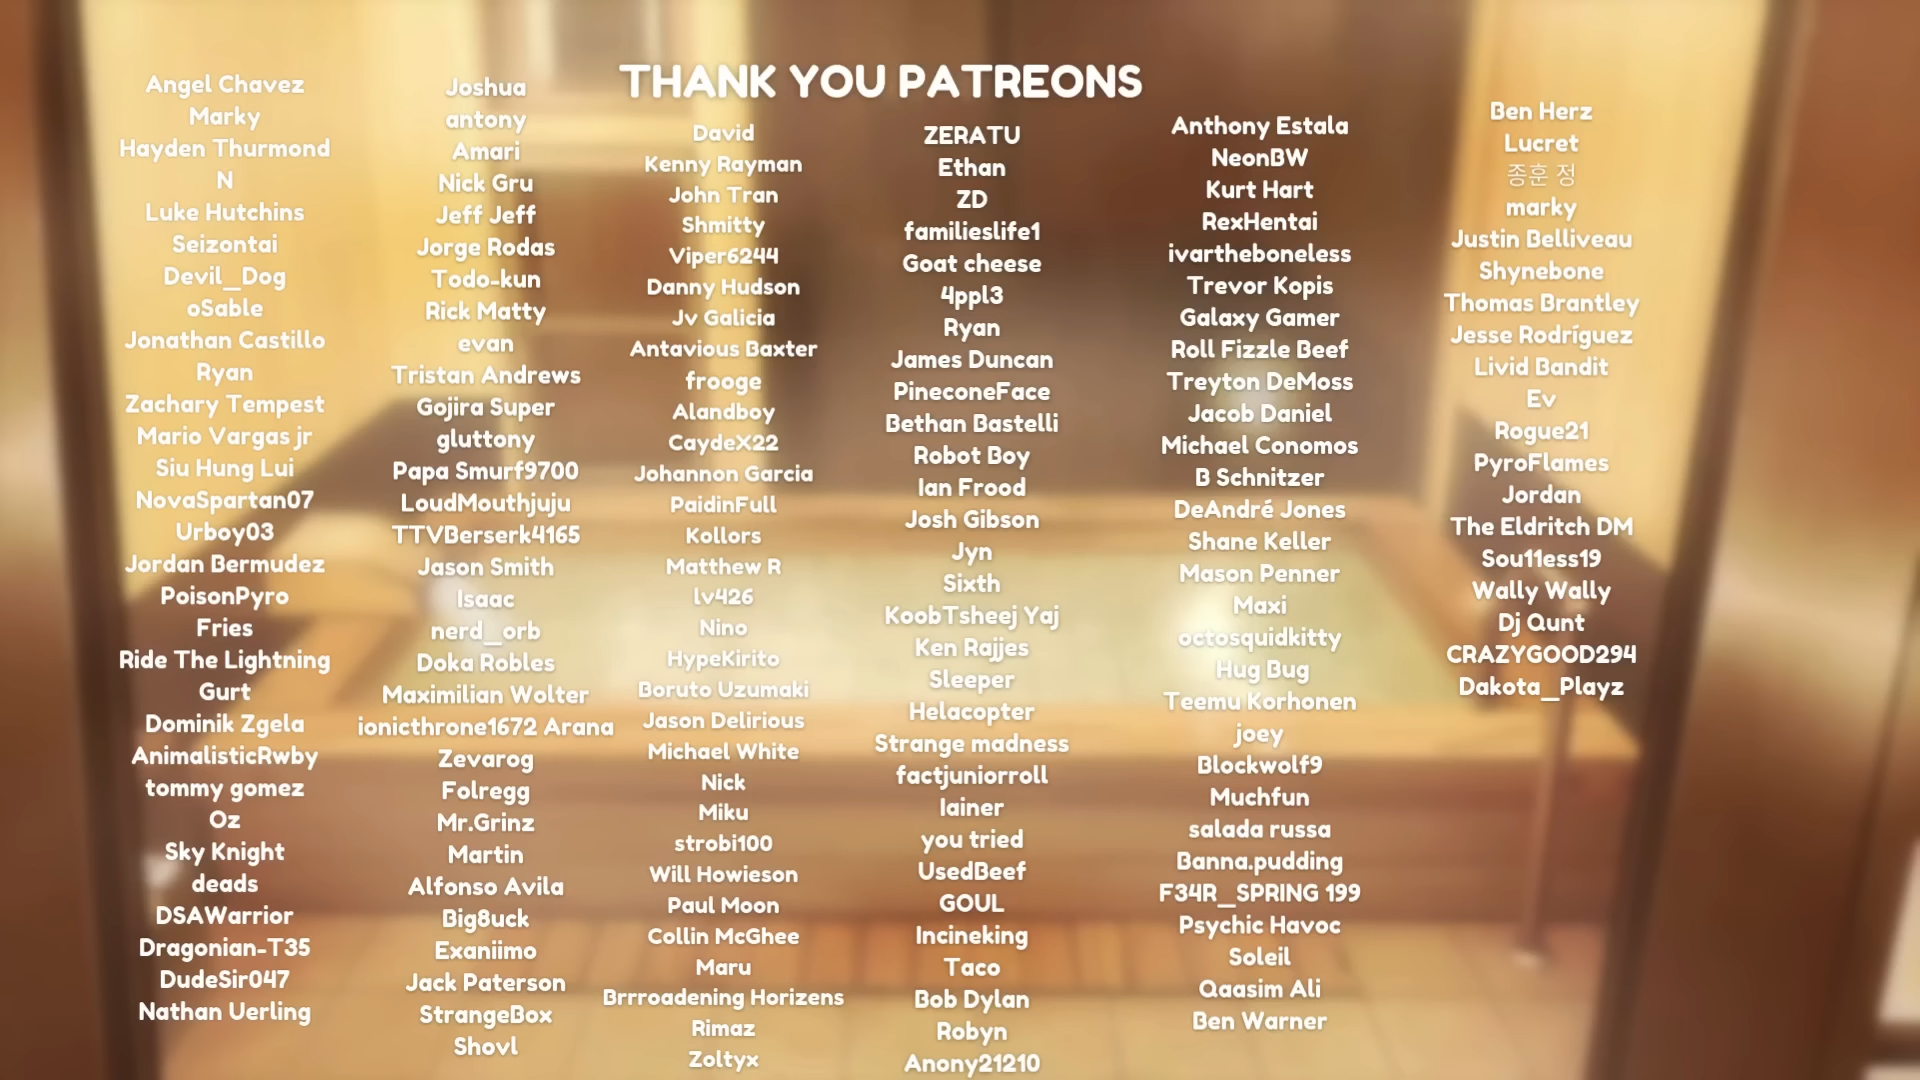 THANK YOU PATREONS
Angel Chavez
Marky
Hayden Thurmond
N
Luke Hutchins
Seizontai
Devil_Dog
oSable
Jonathan Castillo
Ryan
Zachary Tempest
Mario Vargas jr
Siu Hung Lui
NovaSpartan07
Urboy03
Jordan Bermudez
PoisonPyro
Fries
Ride The Lightning
Gurt
Dominik Zgela
AnimalisticRwby
tommy gomez
Oz
Sky Knight
deads
DSAWarrior
Dragonian-T35
DudeSir047
Nathan Uerling
Joshua
antony
Amari
Nick Gru
Jeff Jeff
Jorge Rodas
Todo-kun
Rick Matty
evan
Tristan Andrews
Gojira Super
gluttony
Papa Smurf9700
LoudMouthjuju
TTVBerserk4165
Jason Smith
Isaac
nerd_orb
Doka Robles
Maximilian Wolter
ionicthrone1672 Arana
Zevarog
Folregg
Mr.Grinz
Martin
Alfonso Avila
Big8uck
Exaniimo
Jack Paterson
StrangeBox
Shovl
David
Kenny Rayman
John Tran
Shmitty
Viper6244
Danny Hudson
Jv Galicia
Antavious Baxter
frooge
Alandboy
CaydeX22
Johannon Garcia
PaidinFull
Kollors
Matthew R
lv426
Nino
HypeKirito
Boruto Uzumaki
Jason Delirious
Michael White
Nick
Miku
strobi100
Will Howieson
Paul Moon
Collin McGhee
Maru
Brrroadening Horizens
Rimaz
Zoltyx
ZERATU
Ethan
ZD
familieslife1
Goat cheese
4ppl3
Ryan
James Duncan
PineconeFace
Bethan Bastelli
Robot Boy
Ian Frood
Josh Gibson
Jyn
Sixth
KoobTsheej Yaj
Ken Rajjes
Sleeper
Helacopter
Strange madness
factjuniorroll
lainer
you tried
UsedBeef
GOUL
Incineking
Taco
Bob Dylan
Robyn
Anony21210
Anthony Estala
NeonBW
Kurt Hart
RexHentai
ivartheboneless
Trevor Kopis
Galaxy Gamer
Roll Fizzle Beef
Treyton DeMoss
Jacob Daniel
Michael Conomos
B Schnitzer
DeAndré Jones
Shane Keller
Mason Penner
Maxi
octosquidkitty
Hug Bug
Teemu Korhonen
joey
Blockwolf9
Muchfun
salada russa
Banna.pudding
F34R_SPRING 199
Psychic Havoc
Soleil
Qaasim Ali
Ben Warner
Ben Herz
Lucret
종훈 정
marky
Justin Belliveau
Shynebone
Thomas Brantley
Jesse Rodríguez
Livid Bandit
Ev
Rogue21
PyroFlames
Jordan
The Eldritch DM
Sou11ess19
Wally Wally
Dj Qunt
CRAZYGOOD294
Dakota_Playz